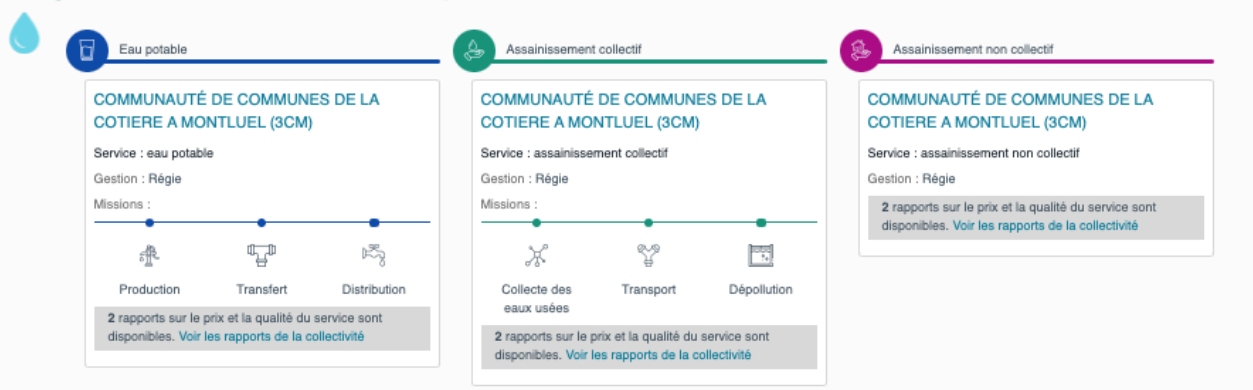 Eau potable
COMMUNAUTÉ DE COMMUNES DE LA
COTIERE A MONTLUEL (3CM)
Service : eau potable
Gestion : Régie
Missions :
Production
Transfert
Distribution
2 rapports sur le prix et la qualité du service sont
disponibles. Voir les rapports de la collectivité
Assainissement collectif
COMMUNAUTÉ DE COMMUNES DE LA
COTIERE A MONTLUEL (3CM)
Service : assainissement collectif
Gestion : Régie
Missions :
Collecte des
eaux usées
Transport
Dépollution
2 rapports sur le prix et la qualité du service sont
disponibles. Voir les rapports de la collectivité
Assainissement non collectif
COMMUNAUTÉ DE COMMUNES DE LA
COTIERE A MONTLUEL (3CM)
Service : assainissement non collectif
Gestion : Régie
2 rapports sur le prix et la qualité du service sont
disponibles. Voir les rapports de la collectivité